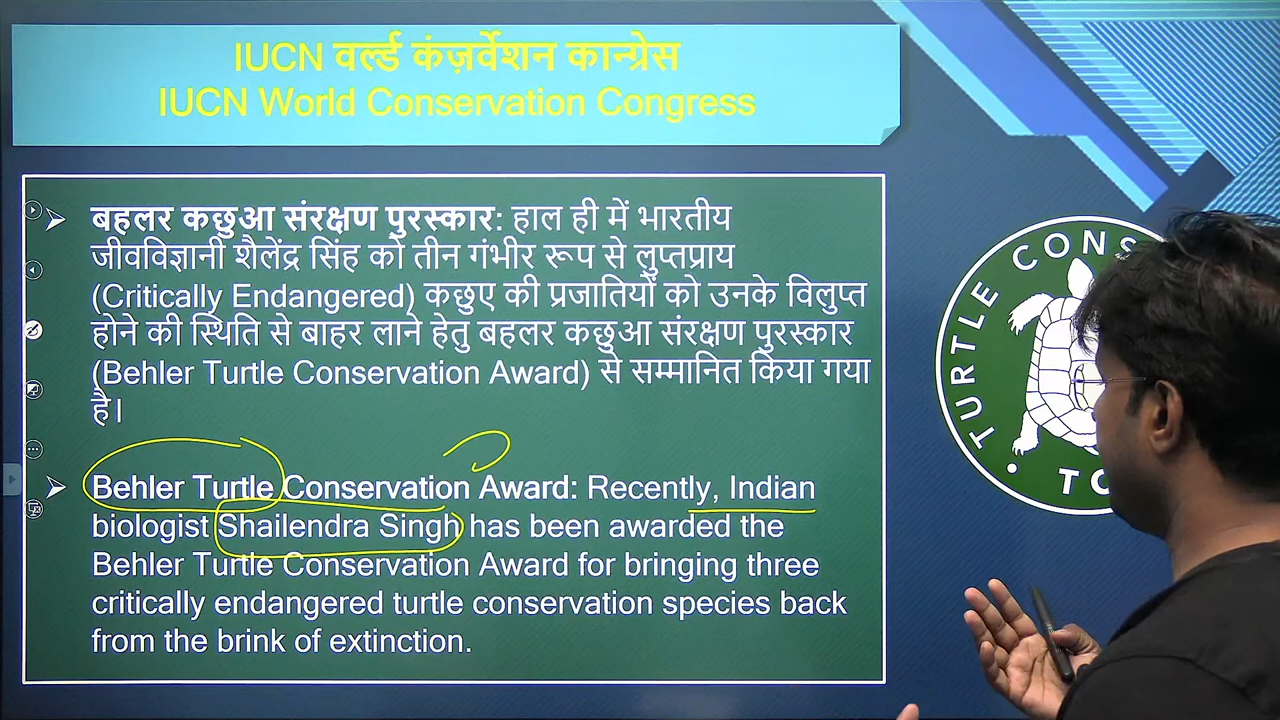 IUCN वर्ल्ड कंज़र्वेशन कान्ग्रेस
IUCN World Conservation Congress
बहलर कछुआ संरक्षण पुरस्कार: हाल ही में भारतीय
जीवविज्ञानी शैलेंद्र सिंह को तीन गंभीर रूप से लुप्तप्राय
(Critically Endangered) कछुए की प्रजातियों को उनके विलुप्त
होने की स्थिति से बाहर लाने हेतु बहलर कछुआ संरक्षण पुरस्कार
(Behler Turtle Conservation Award) से सम्मानित किया गया
है।
Behler Turtle Conservation Award: Recently, Indian
biologist Shailendra Singh has been awarded the
Behler Turtle Conservation Award for bringing three
critically endangered turtle conservation species back
from the brink of extinction.
TURTLE CONS